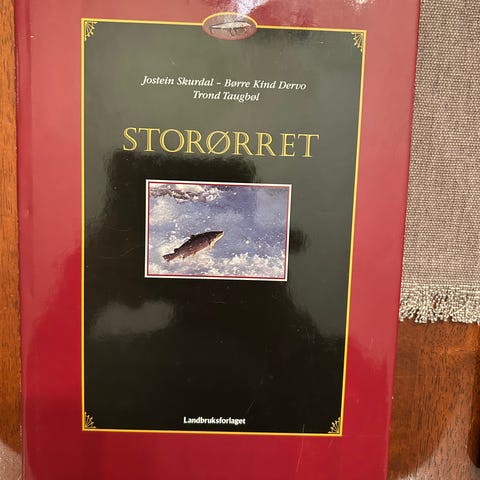 Jostein Skurdal – Børre Kind Dervo
Trond Taugbøl
STORØRRET
Landbruksforlaget